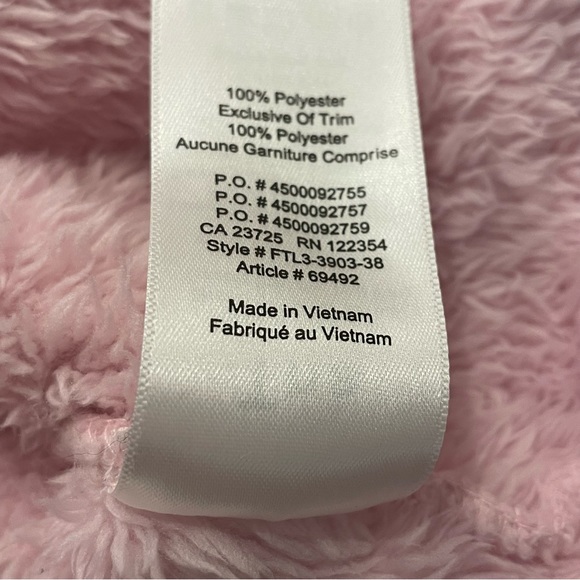 100% Polyester
Exclusive Of Trim
100% Polyester
Aucune Garniture Comprise
P.O. # 4500092755
P.O. # 4500092757
P.O. # 4500092759
CA 23725 RN 122354
Style # FTL3-3903-38
Article # 69492
Made in Vietnam
Fabriqué au Vietnam